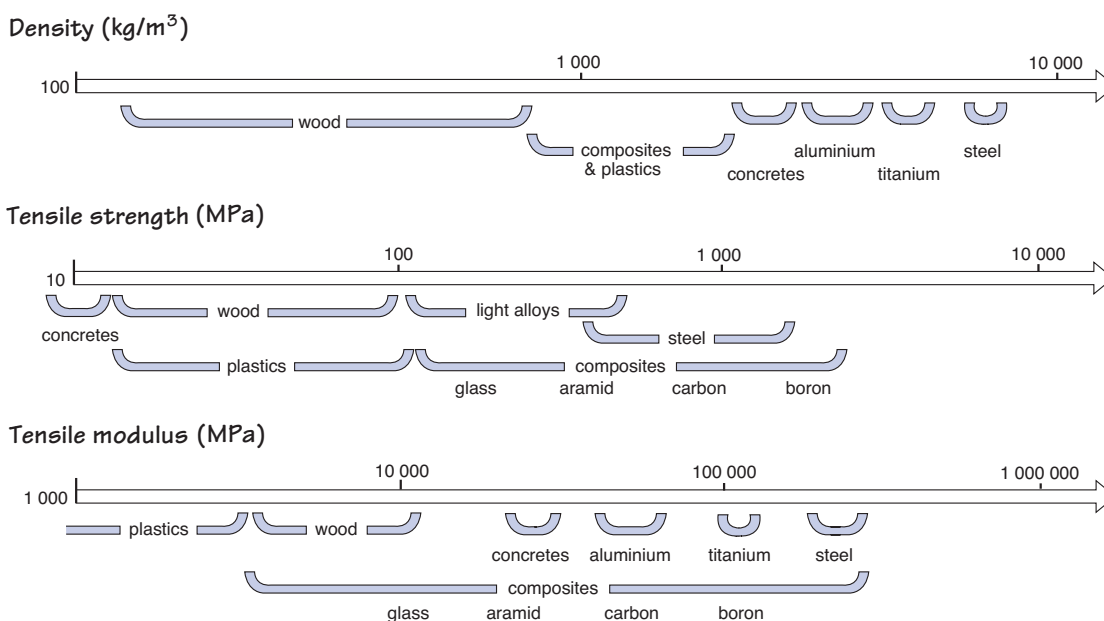 Density (kg/m³)
1 000 10 000
100
wood
composites aluminium steel
& plastics concretes titanium
Tensile strength (MPa)
100 1 000 10 000
10
wood light alloys
concretes steel
plastics composites
glass aramid carbon boron
Tensile modulus (MPa)
10 000 100 000 1 000 000
1 000
plastics wood
concretes aluminium titanium steel
composites
glass aramid carbon boron